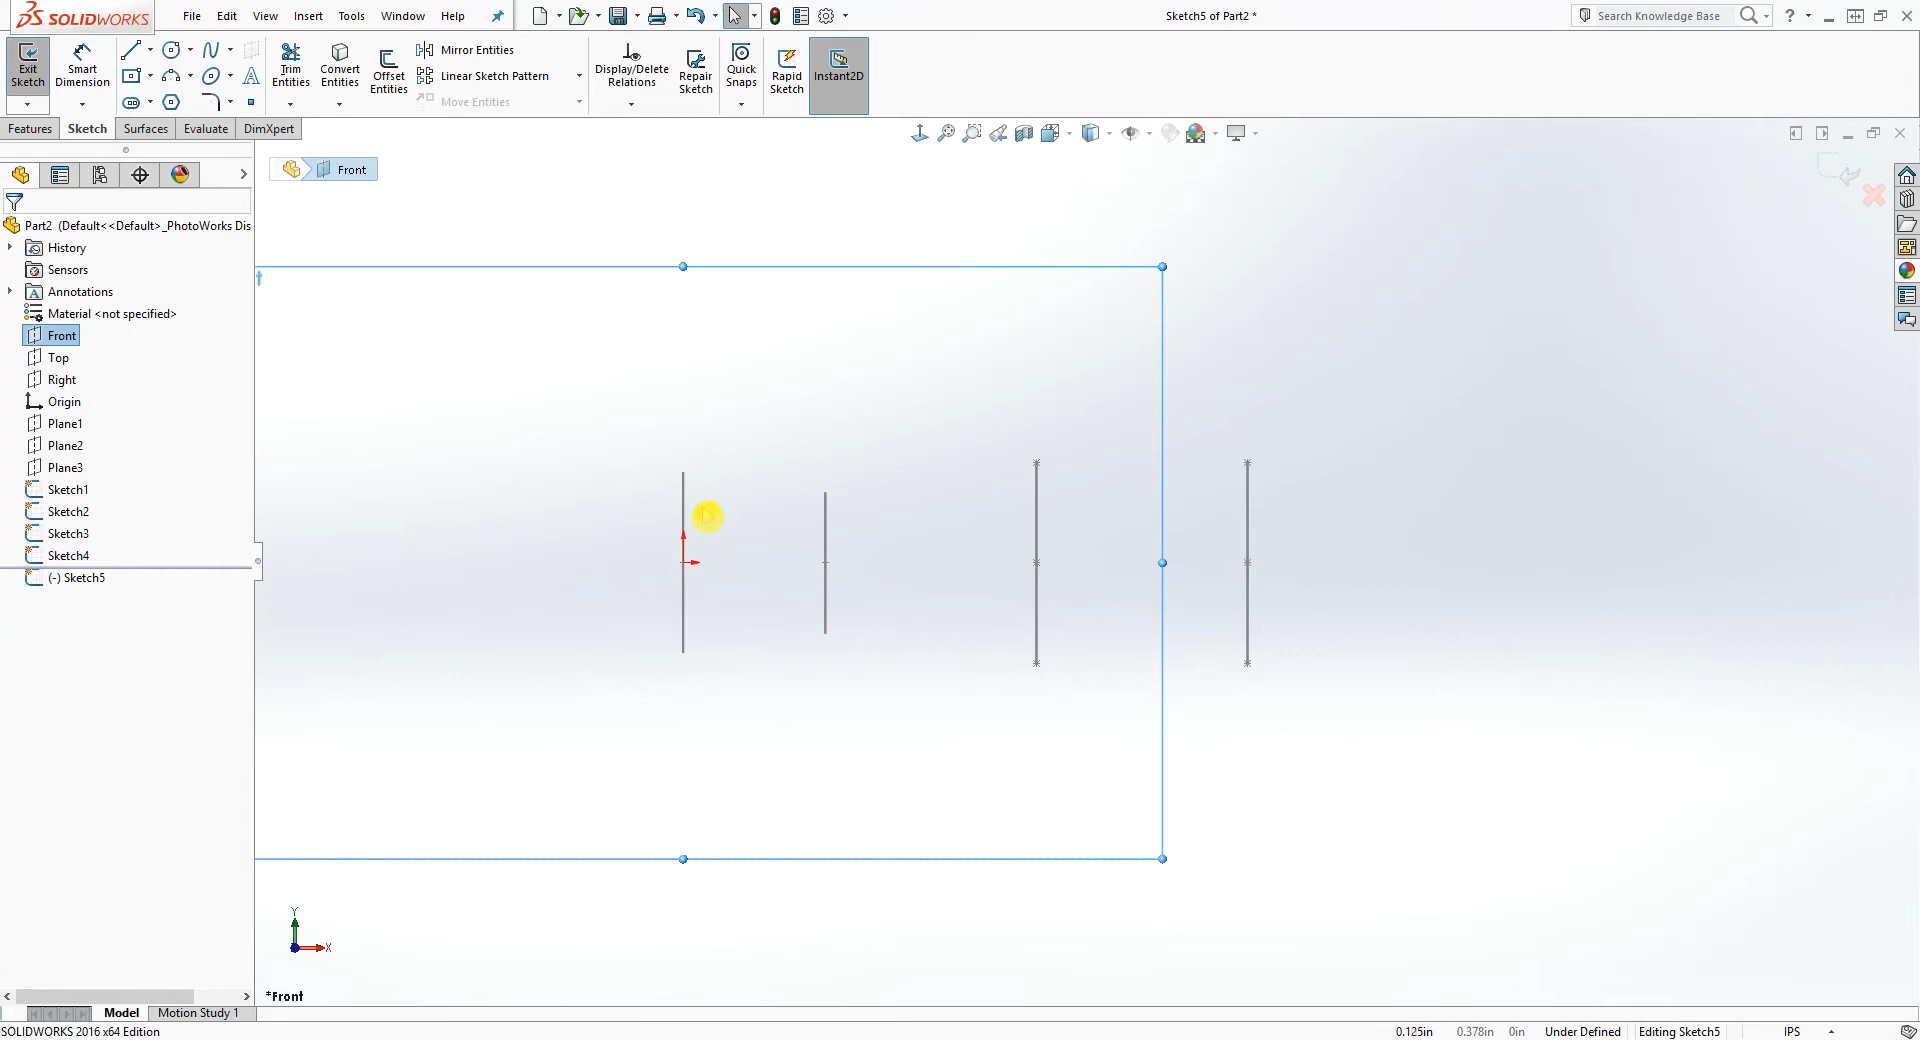 SOLIDWORKS
File Edit View Insert Tools Window Help
Sketch5 of Part2 *
Search Knowledge Base
?
Exit Sketch
Smart Dimension
Trim Entities
Convert Entities
Offset Entities
Mirror Entities
Linear Sketch Pattern
Move Entities
Display/Delete Relations
Repair Sketch
Quick Snaps
Rapid Sketch
Instant2D
Features Sketch Surfaces Evaluate DimXpert
Front
Part2 (Default<<Default>_PhotoWorks Dis
History
Sensors
Annotations
Material <not specified>
Front
Top
Right
Origin
Plane1
Plane2
Plane3
Sketch1
Sketch2
Sketch3
Sketch4
(-) Sketch5
Y
X
*Front
Model Motion Study 1
SOLIDWORKS 2016 x64 Edition
0.125in 0.378in 0in Under Defined Editing Sketch5 IPS